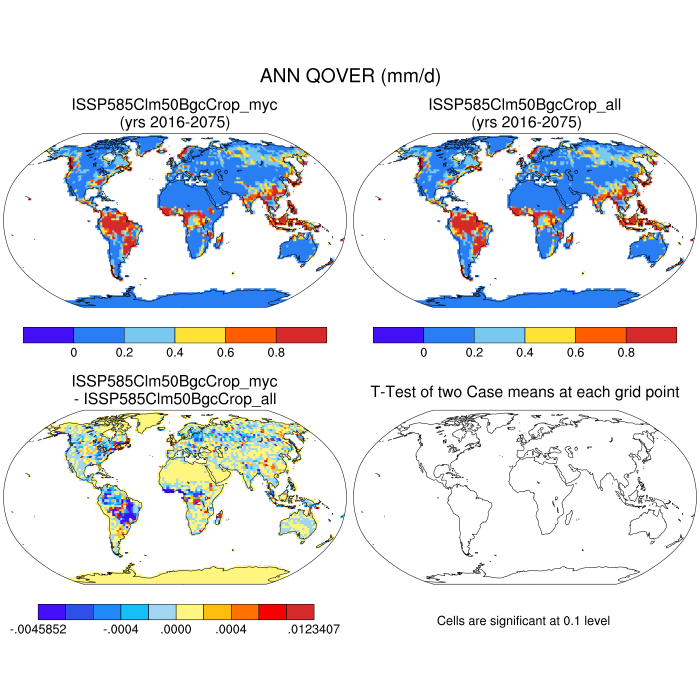 ANN QOVER (mm/d)
ISSP585Clm50BgcCrop_myc
(yrs 2016-2075)
ISSP585Clm50BgcCrop_all
(yrs 2016-2075)
0 0.2 0.4 0.6 0.8
0 0.2 0.4 0.6 0.8
ISSP585Clm50BgcCrop_myc
- ISSP585Clm50BgcCrop_all
T-Test of two Case means at each grid point
-.0045852 -.0004 .0000 .0004 .0123407
Cells are significant at 0.1 level